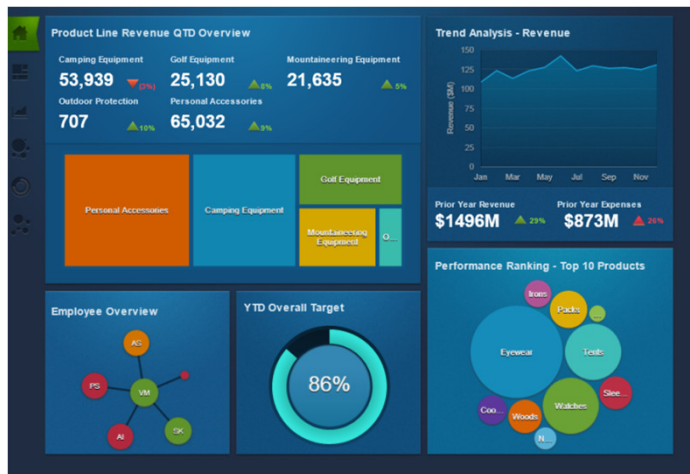 Product Line Revenue QTD Overview
Camping Equipment
53,939
(3%)
Golf Equipment
25,130
8%
Mountaineering Equipment
21,635
5%
Outdoor Protection
707
10%
Personal Accessories
65,032
9%
Personal Accessories
Camping Equipment
Golf Equipment
Mountaineering
Equipment
O...
Trend Analysis - Revenue
Revenue ($M)
150
125
100
75
50
25
0
Jan Mar May Jul Sep Nov
Prior Year Revenue
$1496M
29%
Prior Year Expenses
$873M
26%
Employee Overview
AS
PS
VM
AI
SK
YTD Overall Target
86%
Performance Ranking - Top 10 Products
Irons
Packs
...
Eyewear
Tents
Slee...
Watches
Coo...
Woods
N...